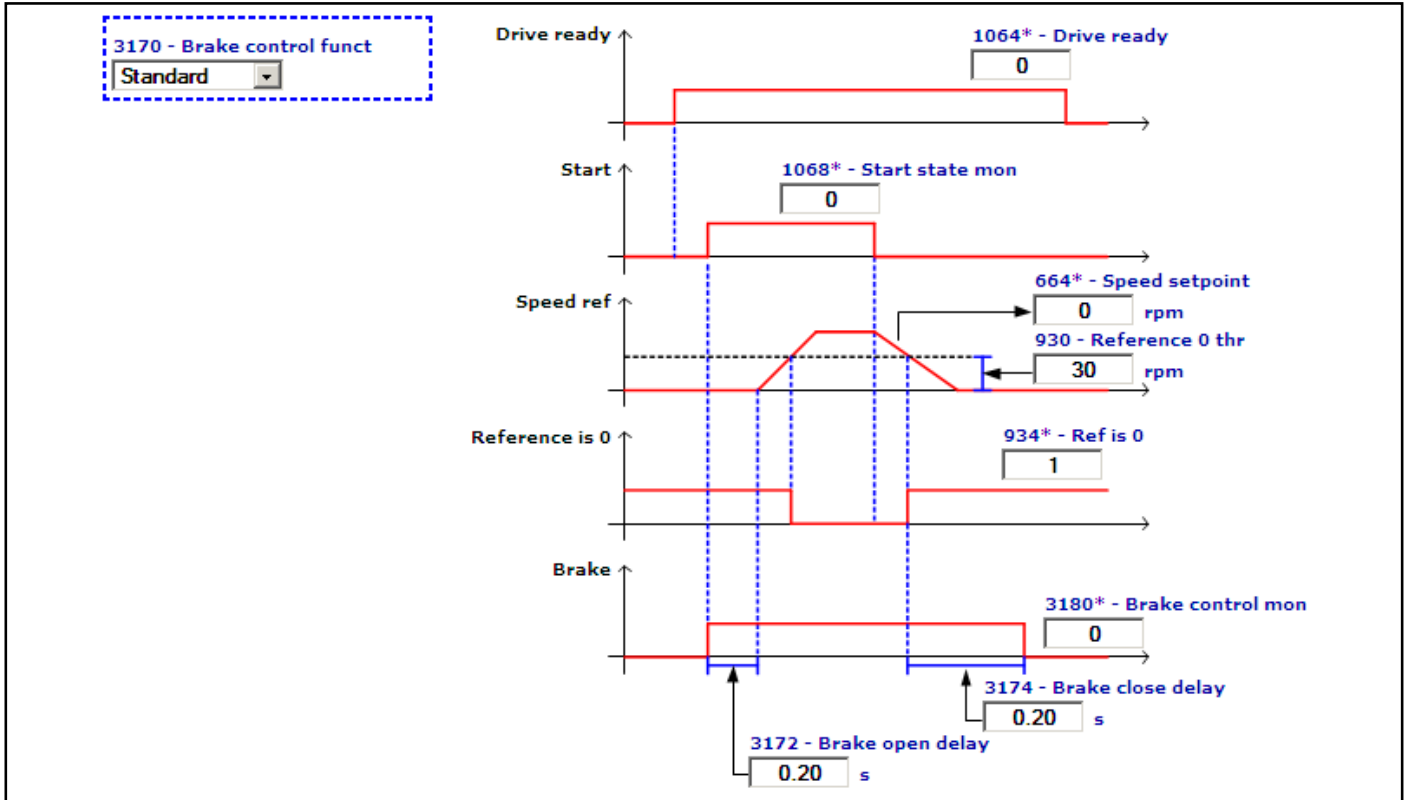 3170 - Brake control funct
Standard
Drive ready
1064* - Drive ready
0
Start
1068* - Start state mon
0
Speed ref
664* - Speed setpoint
0 rpm
930 - Reference 0 thr
30 rpm
Reference is 0
934* - Ref is 0
1
Brake
3180* - Brake control mon
0
3174 - Brake close delay
0.20 s
3172 - Brake open delay
0.20 s